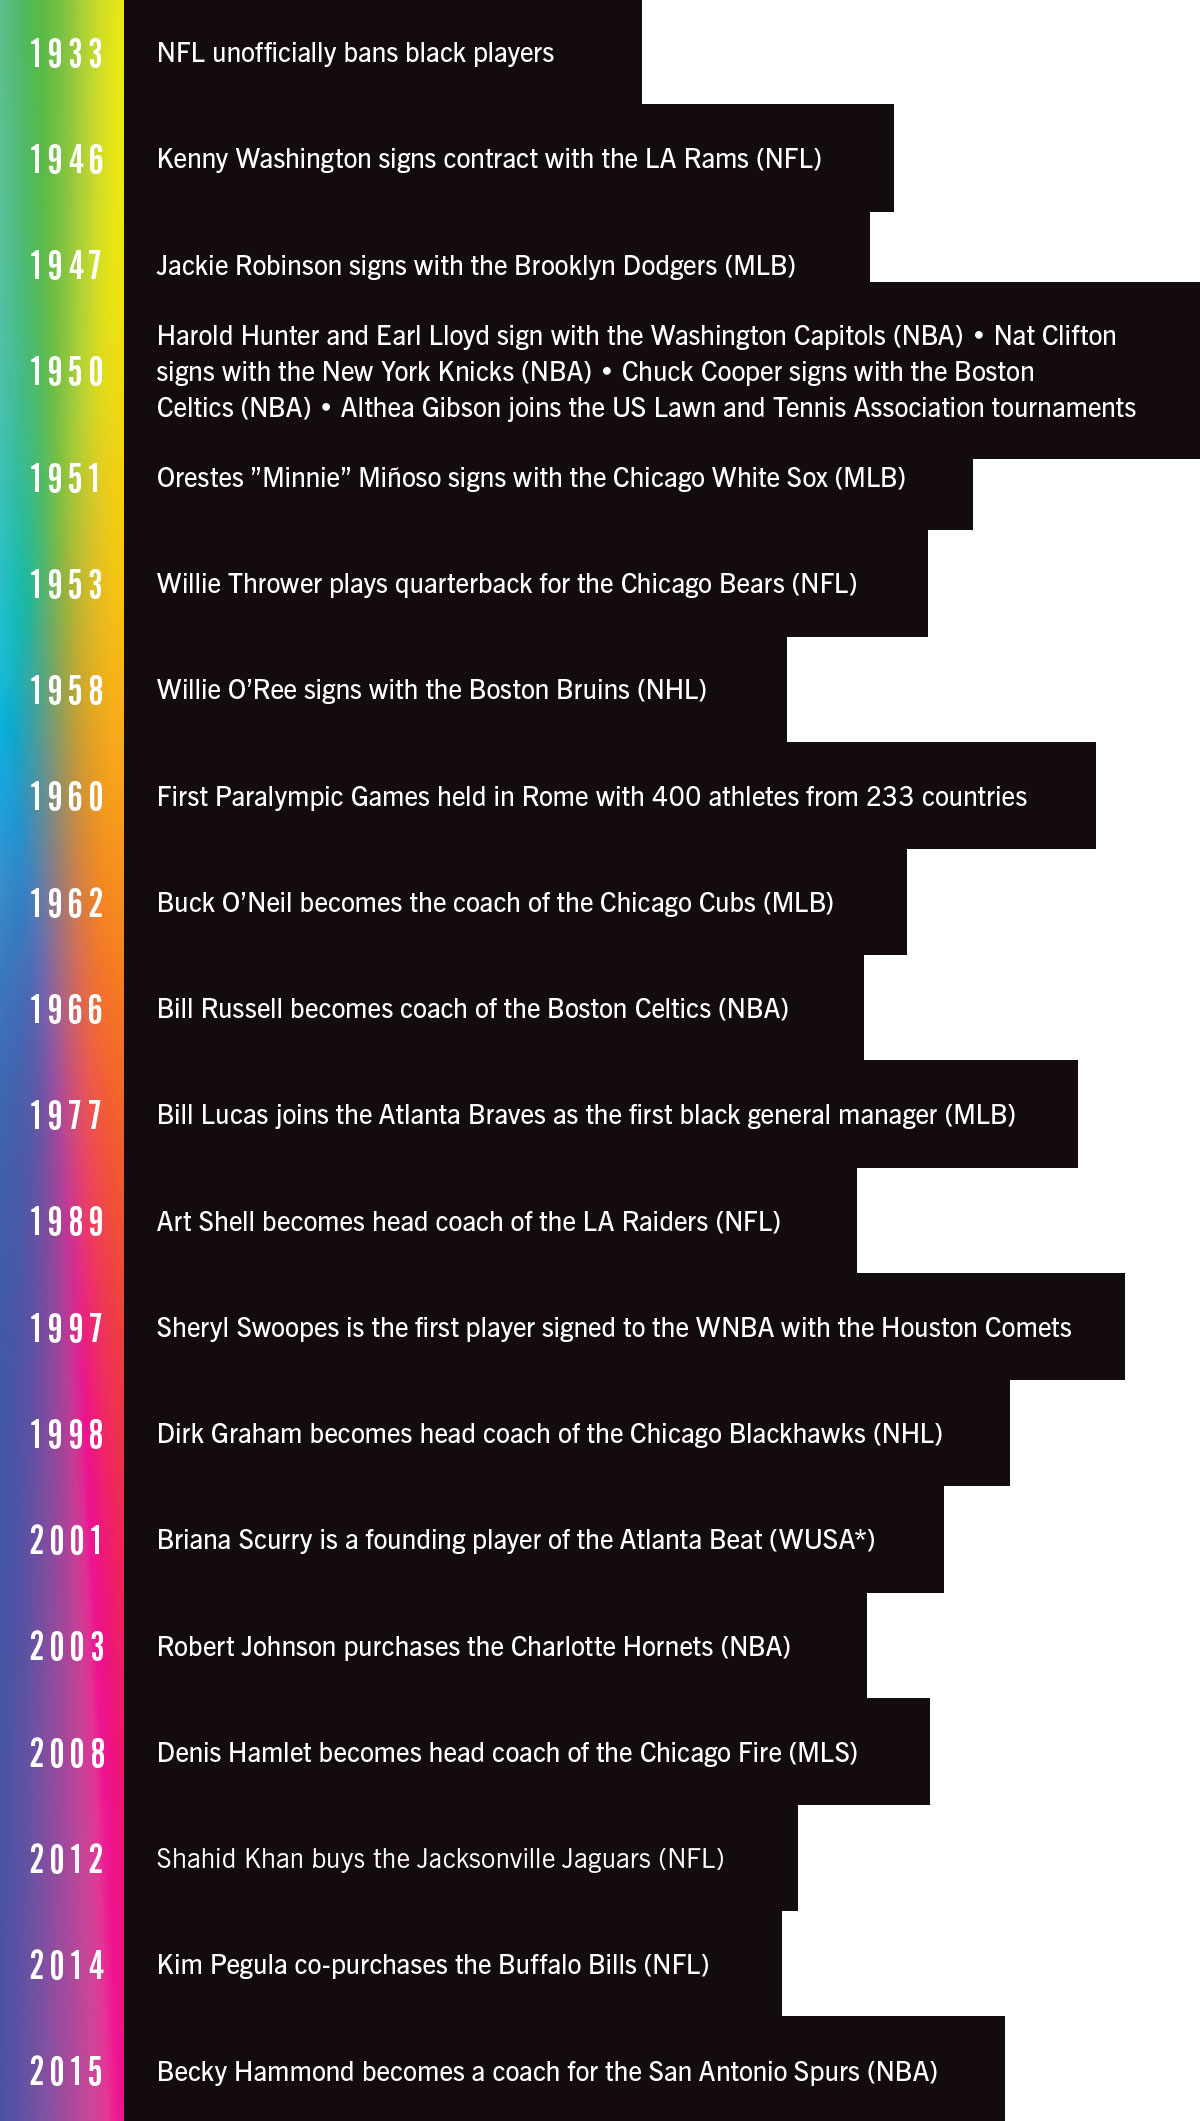 1933 NFL unofficially bans black players
1946 Kenny Washington signs contract with the LA Rams (NFL)
1947 Jackie Robinson signs with the Brooklyn Dodgers (MLB)
Harold Hunter and Earl Lloyd sign with the Washington Capitols (NBA) • Nat Clifton
1950 signs with the New York Knicks (NBA) • Chuck Cooper signs with the Boston
Celtics (NBA) • Althea Gibson joins the US Lawn and Tennis Association tournaments
1951 Orestes ”Minnie” Miñoso signs with the Chicago White Sox (MLB)
1953 Willie Thrower plays quarterback for the Chicago Bears (NFL)
1958 Willie O’Ree signs with the Boston Bruins (NHL)
1960 First Paralympic Games held in Rome with 400 athletes from 233 countries
1962 Buck O’Neil becomes the coach of the Chicago Cubs (MLB)
1966 Bill Russell becomes coach of the Boston Celtics (NBA)
1977 Bill Lucas joins the Atlanta Braves as the first black general manager (MLB)
1989 Art Shell becomes head coach of the LA Raiders (NFL)
1997 Sheryl Swoopes is the first player signed to the WNBA with the Houston Comets
1998 Dirk Graham becomes head coach of the Chicago Blackhawks (NHL)
2001 Briana Scurry is a founding player of the Atlanta Beat (WUSA*)
2003 Robert Johnson purchases the Charlotte Hornets (NBA)
2008 Denis Hamlet becomes head coach of the Chicago Fire (MLS)
2012 Shahid Khan buys the Jacksonville Jaguars (NFL)
2014 Kim Pegula co-purchases the Buffalo Bills (NFL)
2015 Becky Hammond becomes a coach for the San Antonio Spurs (NBA)